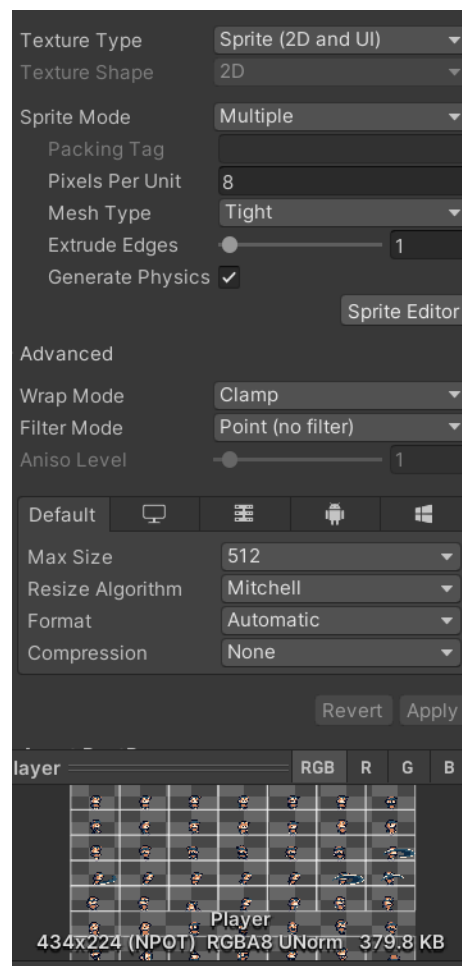 Texture Type Sprite (2D and UI)
Texture Shape 2D
Sprite Mode Multiple
Packing Tag
Pixels Per Unit 8
Mesh Type Tight
Extrude Edges 1
Generate Physics
Sprite Editor
Advanced
Wrap Mode Clamp
Filter Mode Point (no filter)
Aniso Level 1
Default
Max Size 512
Resize Algorithm Mitchell
Format Automatic
Compression None
Revert Apply
layer RGB R G B
Player
434x224 (NPOT) RGBA8 UNorm 379.8 KB